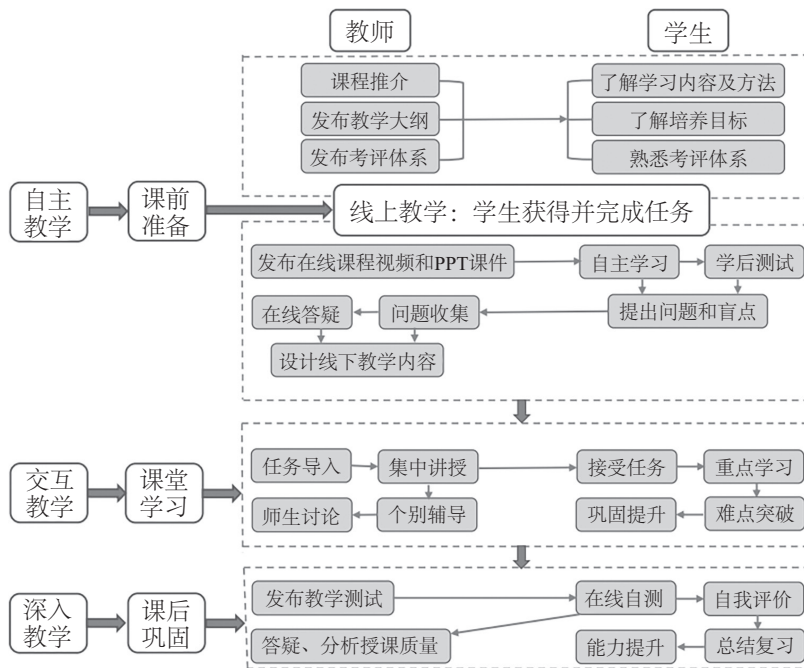 教师
学生
课程推介
了解学习内容及方法
发布教学大纲
了解培养目标
发布考评体系
熟悉考评体系
自主
教学
课前
准备
线上教学：学生获得并完成任务
发布在线课程视频和PPT课件
自主学习
学后测试
在线答疑
问题收集
提出问题和盲点
设计线下教学内容
交互
教学
课堂
学习
任务导入
集中讲授
接受任务
重点学习
师生讨论
个别辅导
巩固提升
难点突破
深入
教学
课后
巩固
发布教学测试
在线自测
自我评价
答疑、分析授课质量
能力提升
总结复习